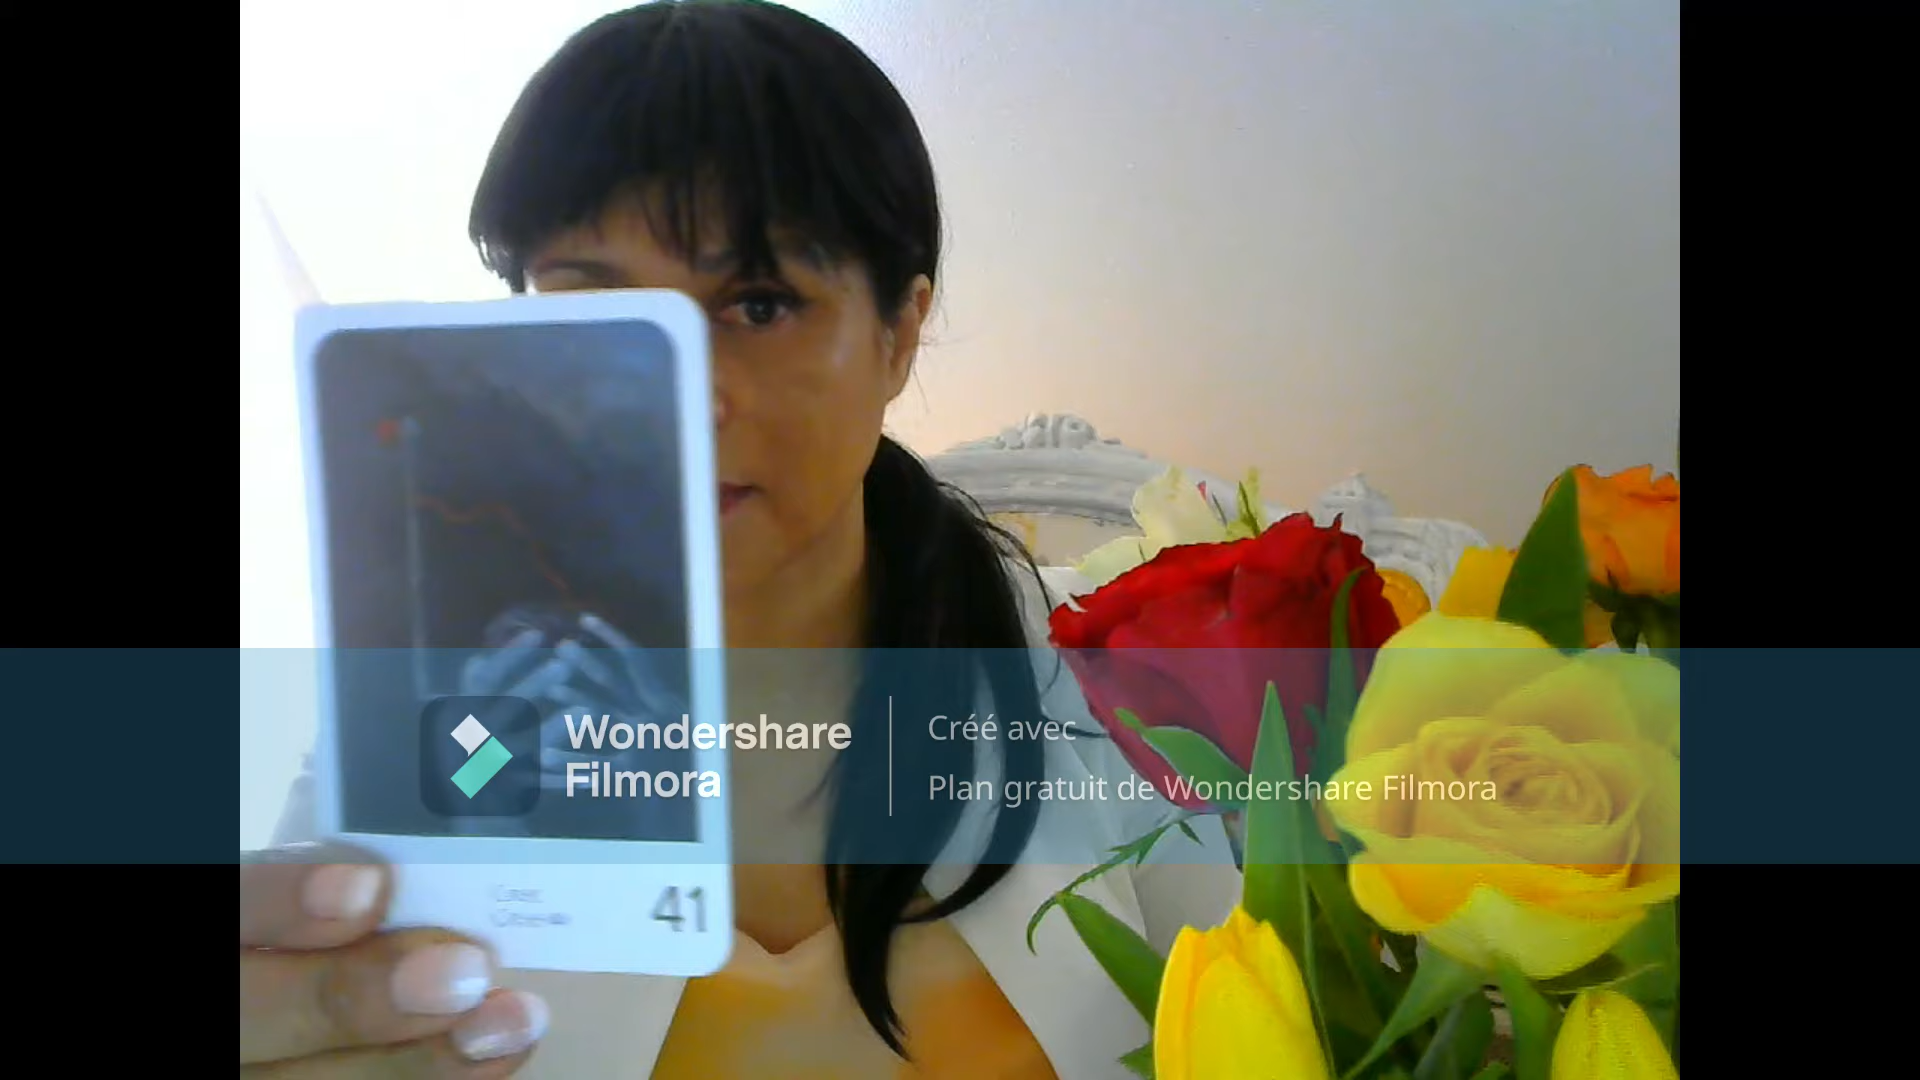 Wondershare
Filmora
Créé avec
Plan gratuit de Wondershare Filmora
41